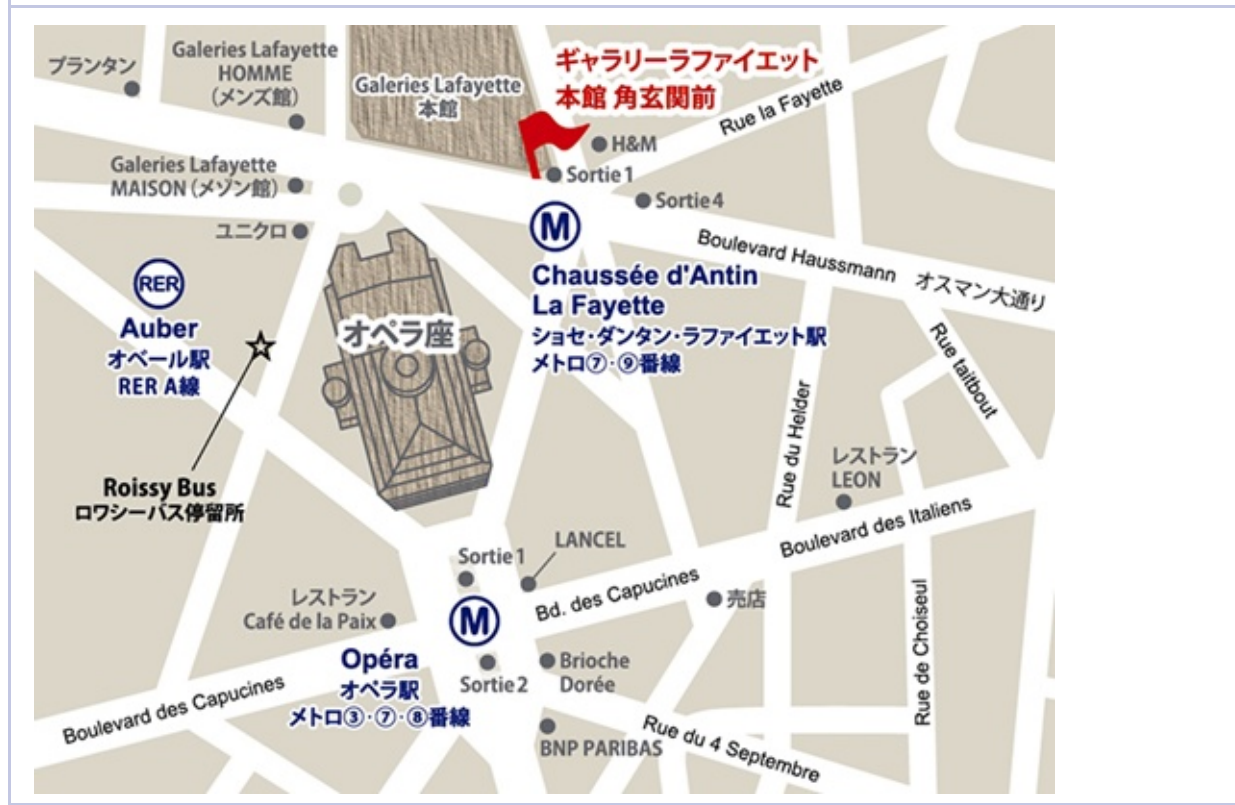 プランタン
Galeries Lafayette
HOMME
(メンズ館)
Galeries Lafayette
本館
ギャラリーラファイエット
本館 角玄関前
H&M
Rue la Fayette
Sortie 1
Sortie 4
Galeries Lafayette
MAISON (メゾン館)
ユニクロ
M
Chaussée d'Antin
La Fayette
ショセ・ダンタン・ラファイエット駅
メトロ⑦・⑨番線
Boulevard Haussmann オスマン大通り
RER
Auber
オベール駅
RER A線
オペラ座
Rue taitbout
Rue du Helder
レストラン
LEON
Roissy Bus
ロワシーバス停留所
Boulevard des Italiens
Sortie 1
LANCEL
Bd. des Capucines
売店
レストラン
Café de la Paix
M
Opéra
オペラ駅
メトロ③・⑦・⑧番線
Sortie 2
Brioche
Dorée
Rue de Choiseul
Boulevard des Capucines
BNP PARIBAS
Rue du 4 Septembre